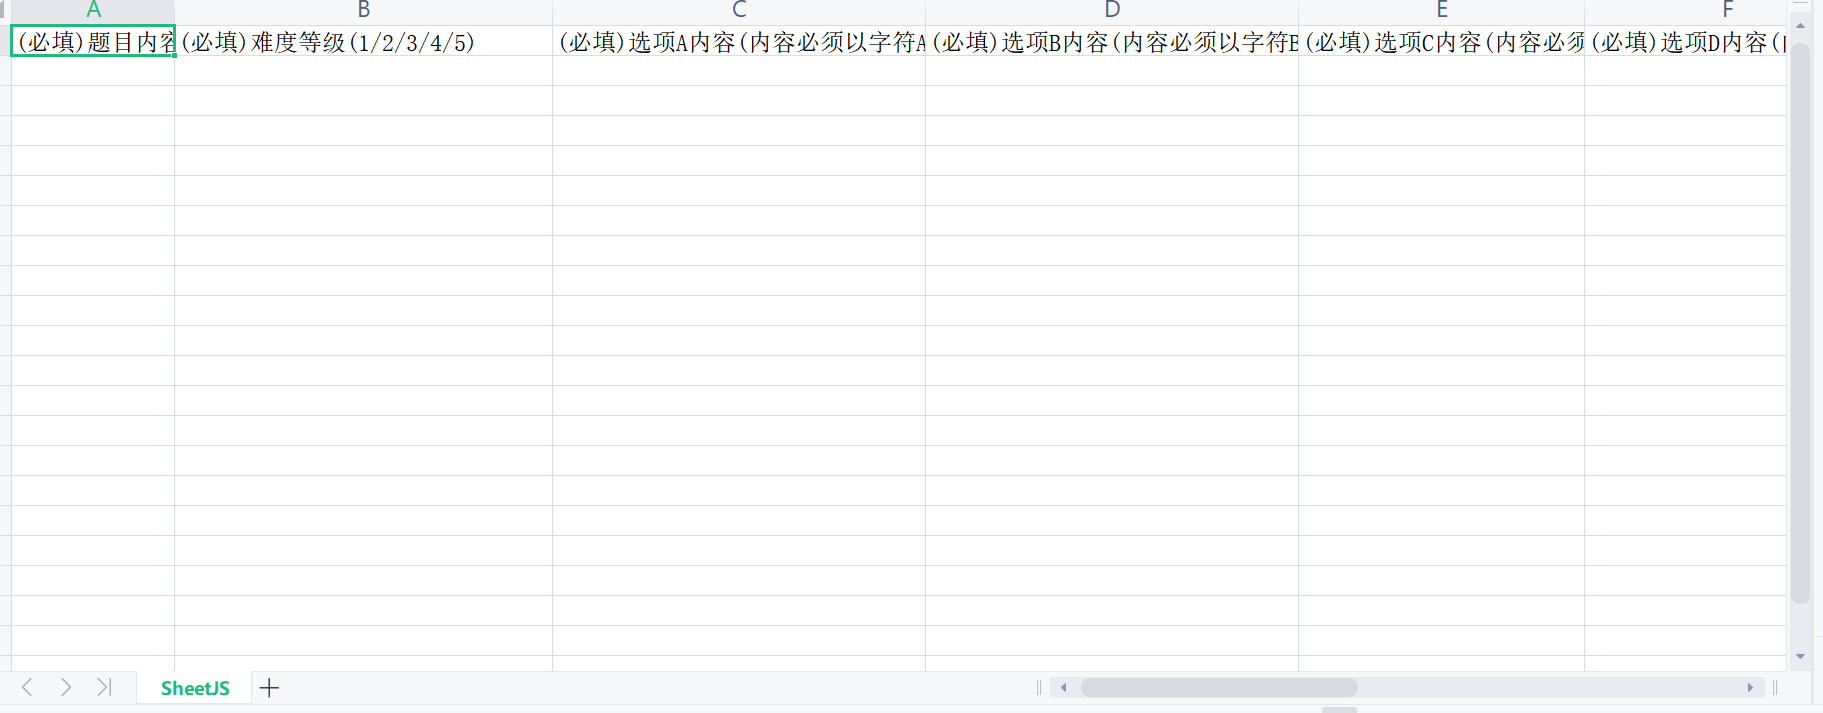 A B C D E F
(必填)题目内容 (必填)难度等级(1/2/3/4/5) (必填)选项A内容(内容必须以字符A (必填)选项B内容(内容必须以字符B (必填)选项C内容(内容必须 (必填)选项D内容(
SheetJS